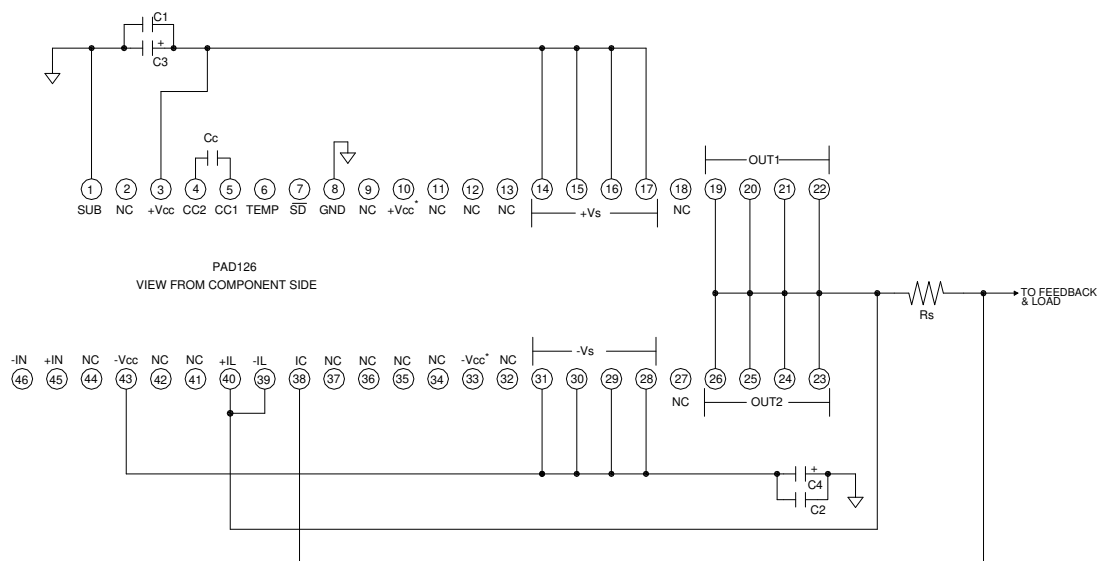 C1
+
C3
Cc
OUT1
1 2 3 4 5 6 7 8 9 10 11 12 13 14 15 16 17 18 19 20 21 22
SUB NC +Vcc CC2 CC1 TEMP SD GND NC +Vcc* NC NC NC +Vs NC
PAD126
VIEW FROM COMPONENT SIDE
TO FEEDBACK
& LOAD
Rs
-IN +IN NC -Vcc NC NC +IL -IL IC NC NC NC NC -Vcc* NC -Vs
46 45 44 43 42 41 40 39 38 37 36 35 34 33 32 31 30 29 28 27 26 25 24 23
NC OUT2
+
C4
C2